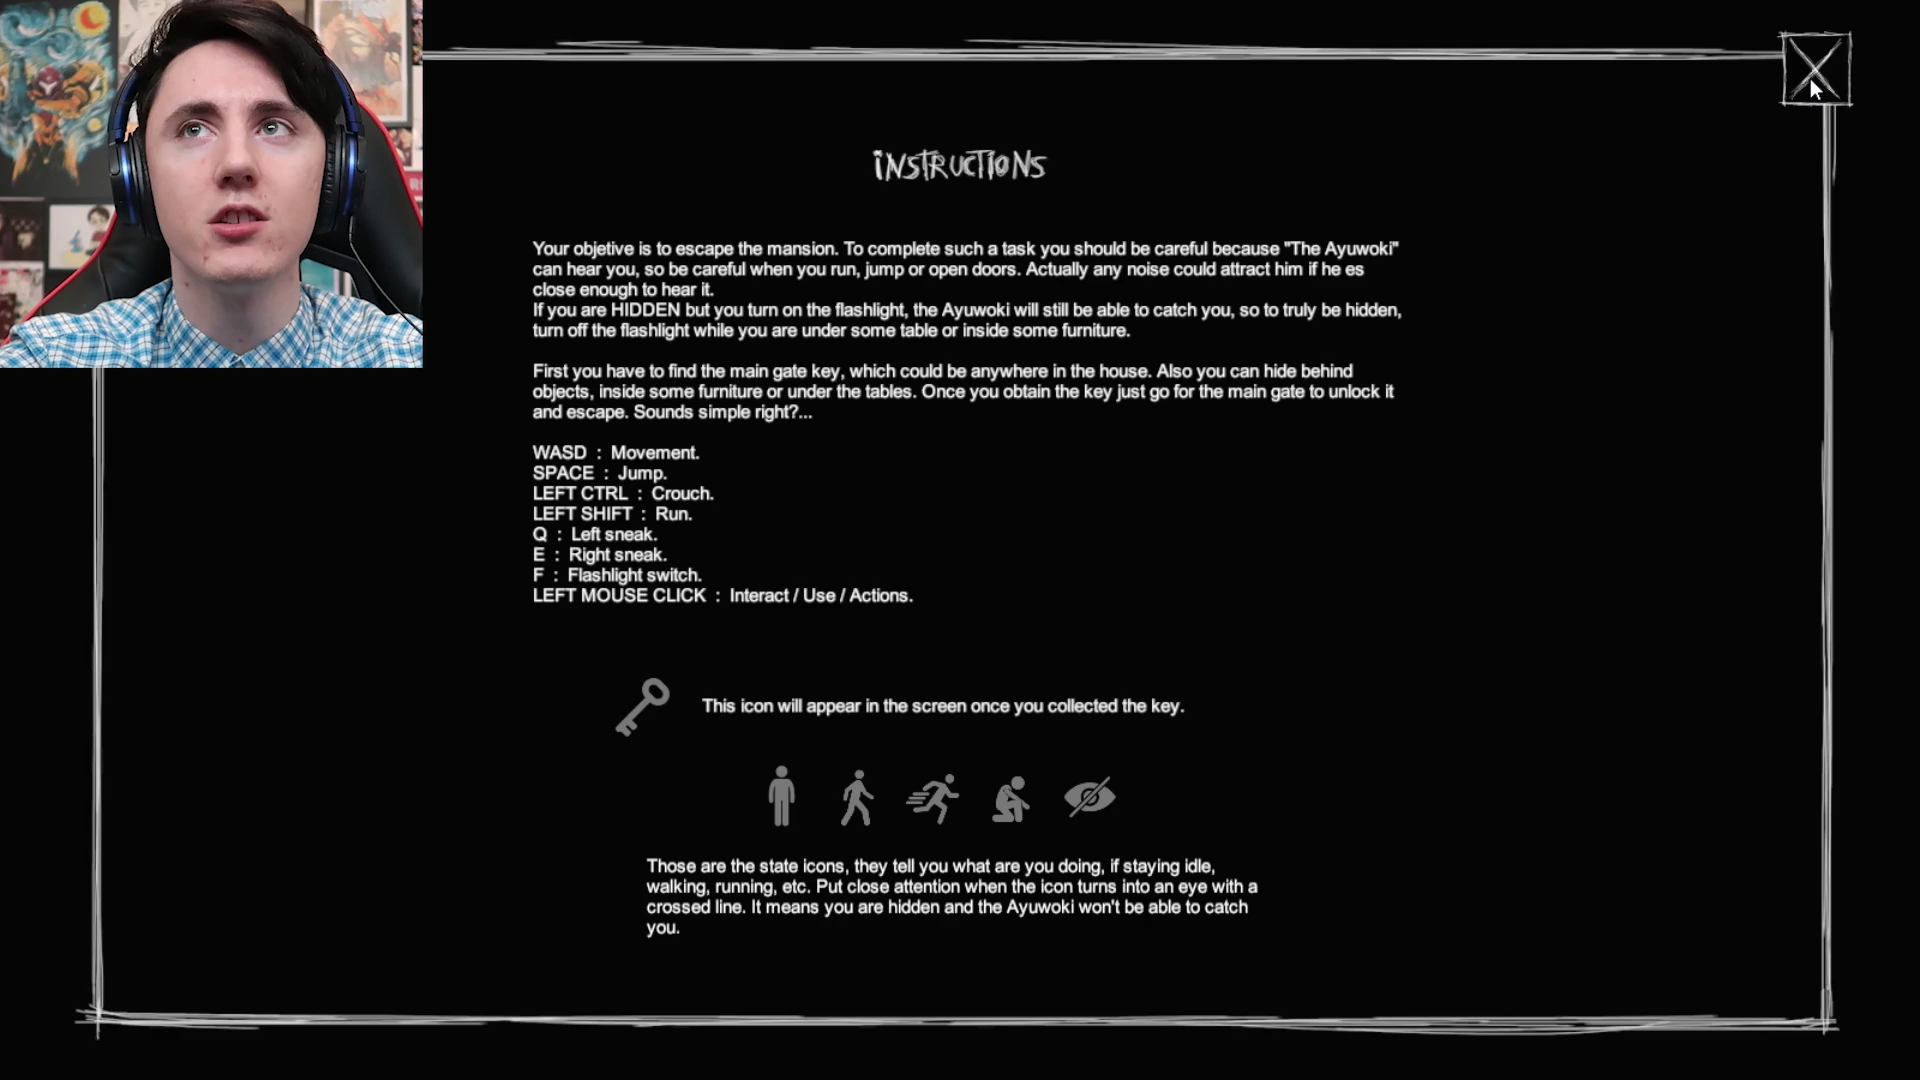 INSTRUCTIONS
Your objetive is to escape the mansion. To complete such a task you should be careful because "The Ayuwoki"
can hear you, so be careful when you run, jump or open doors. Actually any noise could attract him if he es
close enough to hear it.
If you are HIDDEN but you turn on the flashlight, the Ayuwoki will still be able to catch you, so to truly be hidden,
turn off the flashlight while you are under some table or inside some furniture.
First you have to find the main gate key, which could be anywhere in the house. Also you can hide behind
objects, inside some furniture or under the tables. Once you obtain the key just go for the main gate to unlock it
and escape. Sounds simple right?...
WASD : Movement.
SPACE : Jump.
LEFT CTRL : Crouch.
LEFT SHIFT : Run.
Q : Left sneak.
E : Right sneak.
F : Flashlight switch.
LEFT MOUSE CLICK : Interact / Use / Actions.
This icon will appear in the screen once you collected the key.
Those are the state icons, they tell you what are you doing, if staying idle,
walking, running, etc. Put close attention when the icon turns into an eye with a
crossed line. It means you are hidden and the Ayuwoki won't be able to catch
you.